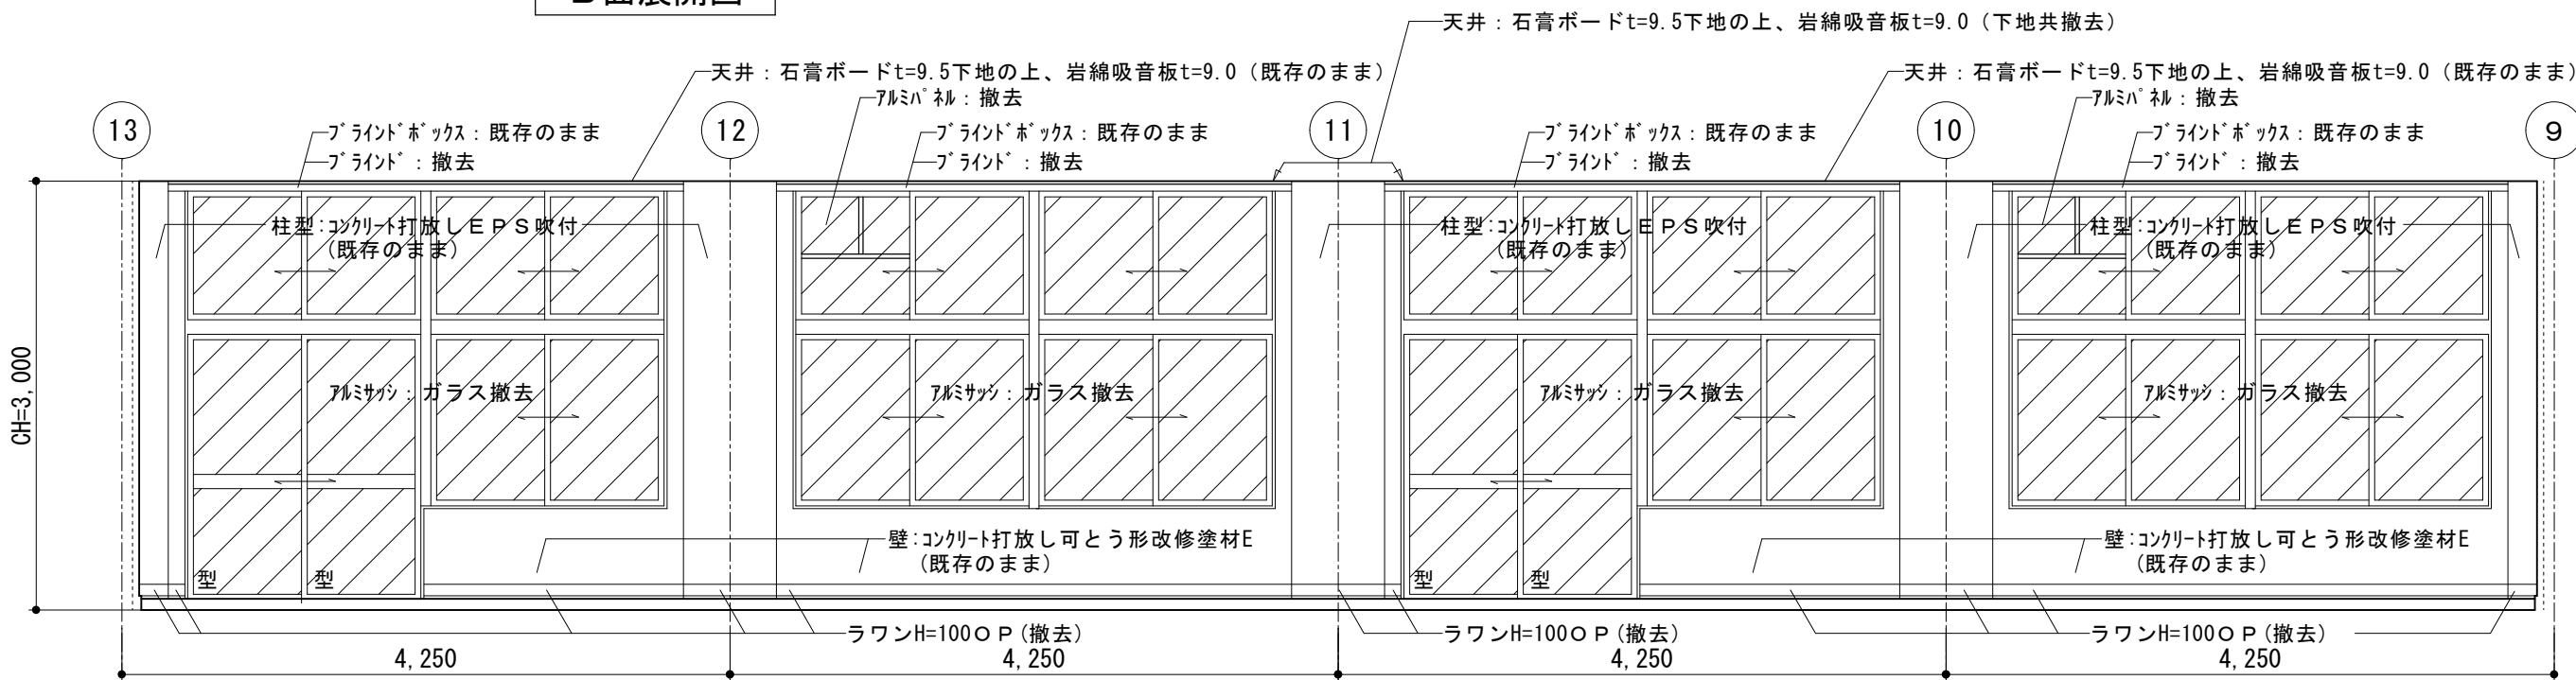 天井：石膏ボードt=9.5下地の上、岩綿吸音板t=9.0（下地共撤去）
天井：石膏ボードt=9.5下地の上、岩綿吸音板t=9.0（既存のまま）
天井：石膏ボードt=9.5下地の上、岩綿吸音板t=9.0（既存のまま）
ｱﾙﾐﾊﾟﾈﾙ：撤去
ｱﾙﾐﾊﾟﾈﾙ：撤去
13
12
11
10
9
ﾌﾞﾗｲﾝﾄﾞﾎﾞｯｸｽ：既存のまま
ﾌﾞﾗｲﾝﾄﾞ：撤去
ﾌﾞﾗｲﾝﾄﾞﾎﾞｯｸｽ：既存のまま
ﾌﾞﾗｲﾝﾄﾞ：撤去
ﾌﾞﾗｲﾝﾄﾞﾎﾞｯｸｽ：既存のまま
ﾌﾞﾗｲﾝﾄﾞ：撤去
ﾌﾞﾗｲﾝﾄﾞﾎﾞｯｸｽ：既存のまま
ﾌﾞﾗｲﾝﾄﾞ：撤去
柱型:ｺﾝｸﾘｰﾄ打放しＥＰＳ吹付
(既存のまま)
柱型:ｺﾝｸﾘｰﾄ打放しＥＰＳ吹付
(既存のまま)
柱型:ｺﾝｸﾘｰﾄ打放しＥＰＳ吹付
(既存のまま)
CH=3,000
ｱﾙﾐｻｯｼ：ガラス撤去
ｱﾙﾐｻｯｼ：ガラス撤去
ｱﾙﾐｻｯｼ：ガラス撤去
ｱﾙﾐｻｯｼ：ガラス撤去
壁:ｺﾝｸﾘｰﾄ打放し可とう形改修塗材E
(既存のまま)
壁:ｺﾝｸﾘｰﾄ打放し可とう形改修塗材E
(既存のまま)
型
型
型
型
ラワンH=100ＯＰ(撤去)
ラワンH=100ＯＰ(撤去)
ラワンH=100ＯＰ(撤去)
4,250
4,250
4,250
4,250